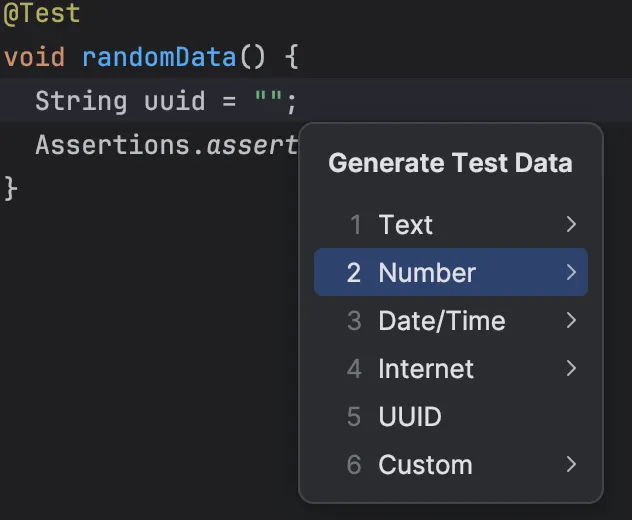 @Test
void randomData() {
String uuid = "";
Assertions.assert
}
Generate Test Data
1 Text
2 Number
3 Date/Time
4 Internet
5 UUID
6 Custom